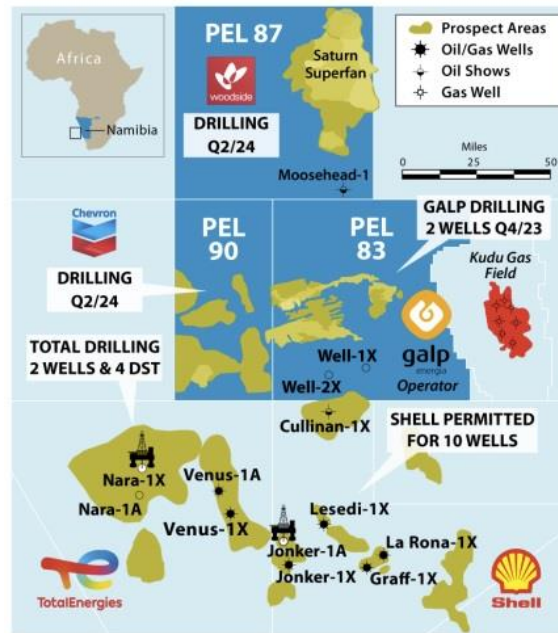 Africa
Namibia
PEL 87
woodside
DRILLING
Q2/24
Saturn
Superfan
Moosehead-1
Prospect Areas
Oil/Gas Wells
Oil Shows
Gas Well
Miles
0 10 20 30 40 50
Chevron
DRILLING
Q2/24
PEL
90
PEL
83
GALP DRILLING
2 WELLS Q4/23
Kudu Gas
Field
galp
energia
Operator
TOTAL DRILLING
2 WELLS & 4 DST
Well-1X
Well-2X
Cullinan-1X
SHELL PERMITTED
FOR 10 WELLS
Nara-1X
Nara-1A
Venus-1A
Venus-1X
Lesedi-1X
Jonker-1A
Jonker-1X
La Rona-1X
Graff-1X
TotalEnergies
Shell